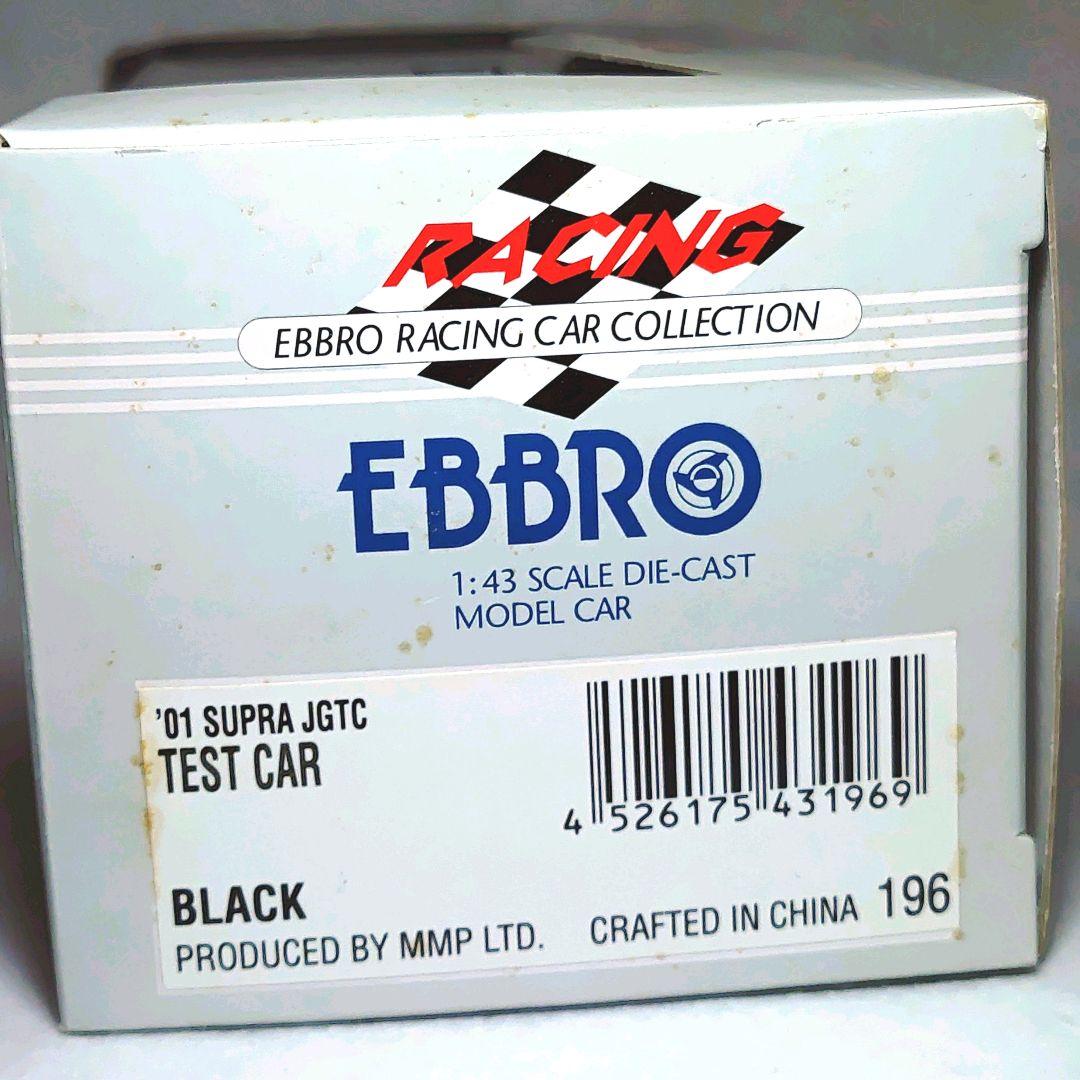 RACING
EBBRO RACING CAR COLLECTION
EBBRO
1:43 SCALE DIE-CAST
MODEL CAR
'01 SUPRA JGTC
TEST CAR
4 526175 431969
BLACK
PRODUCED BY MMP LTD. CRAFTED IN CHINA 196